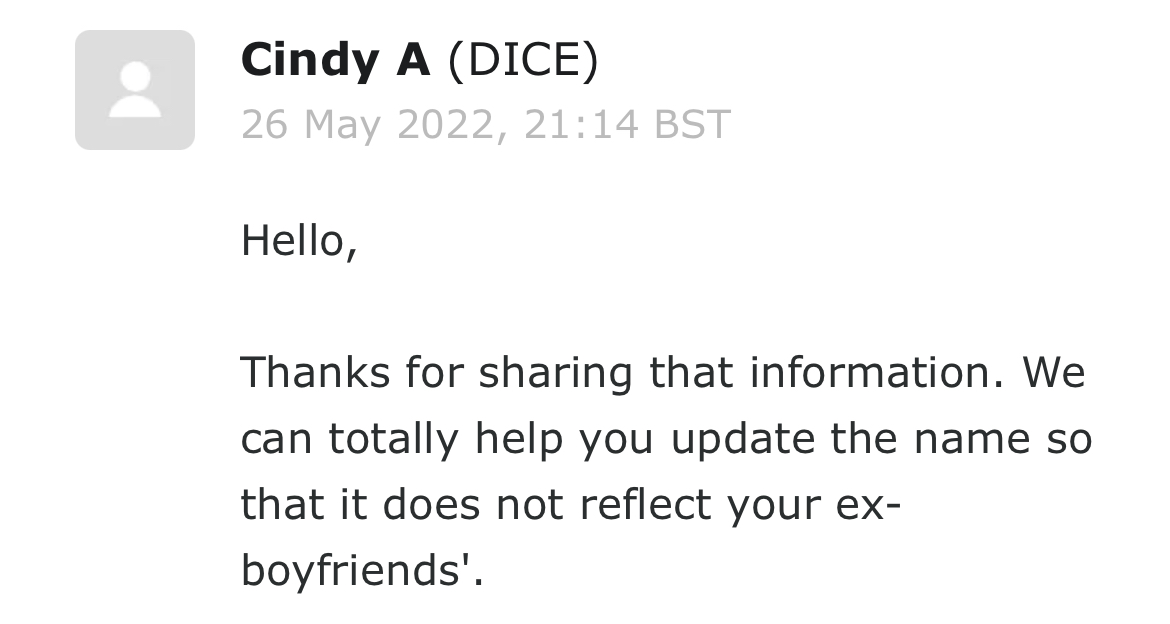 Cindy A (DICE)
26 May 2022, 21:14 BST
Hello,
Thanks for sharing that information. We
can totally help you update the name so
that it does not reflect your ex-
boyfriends'.